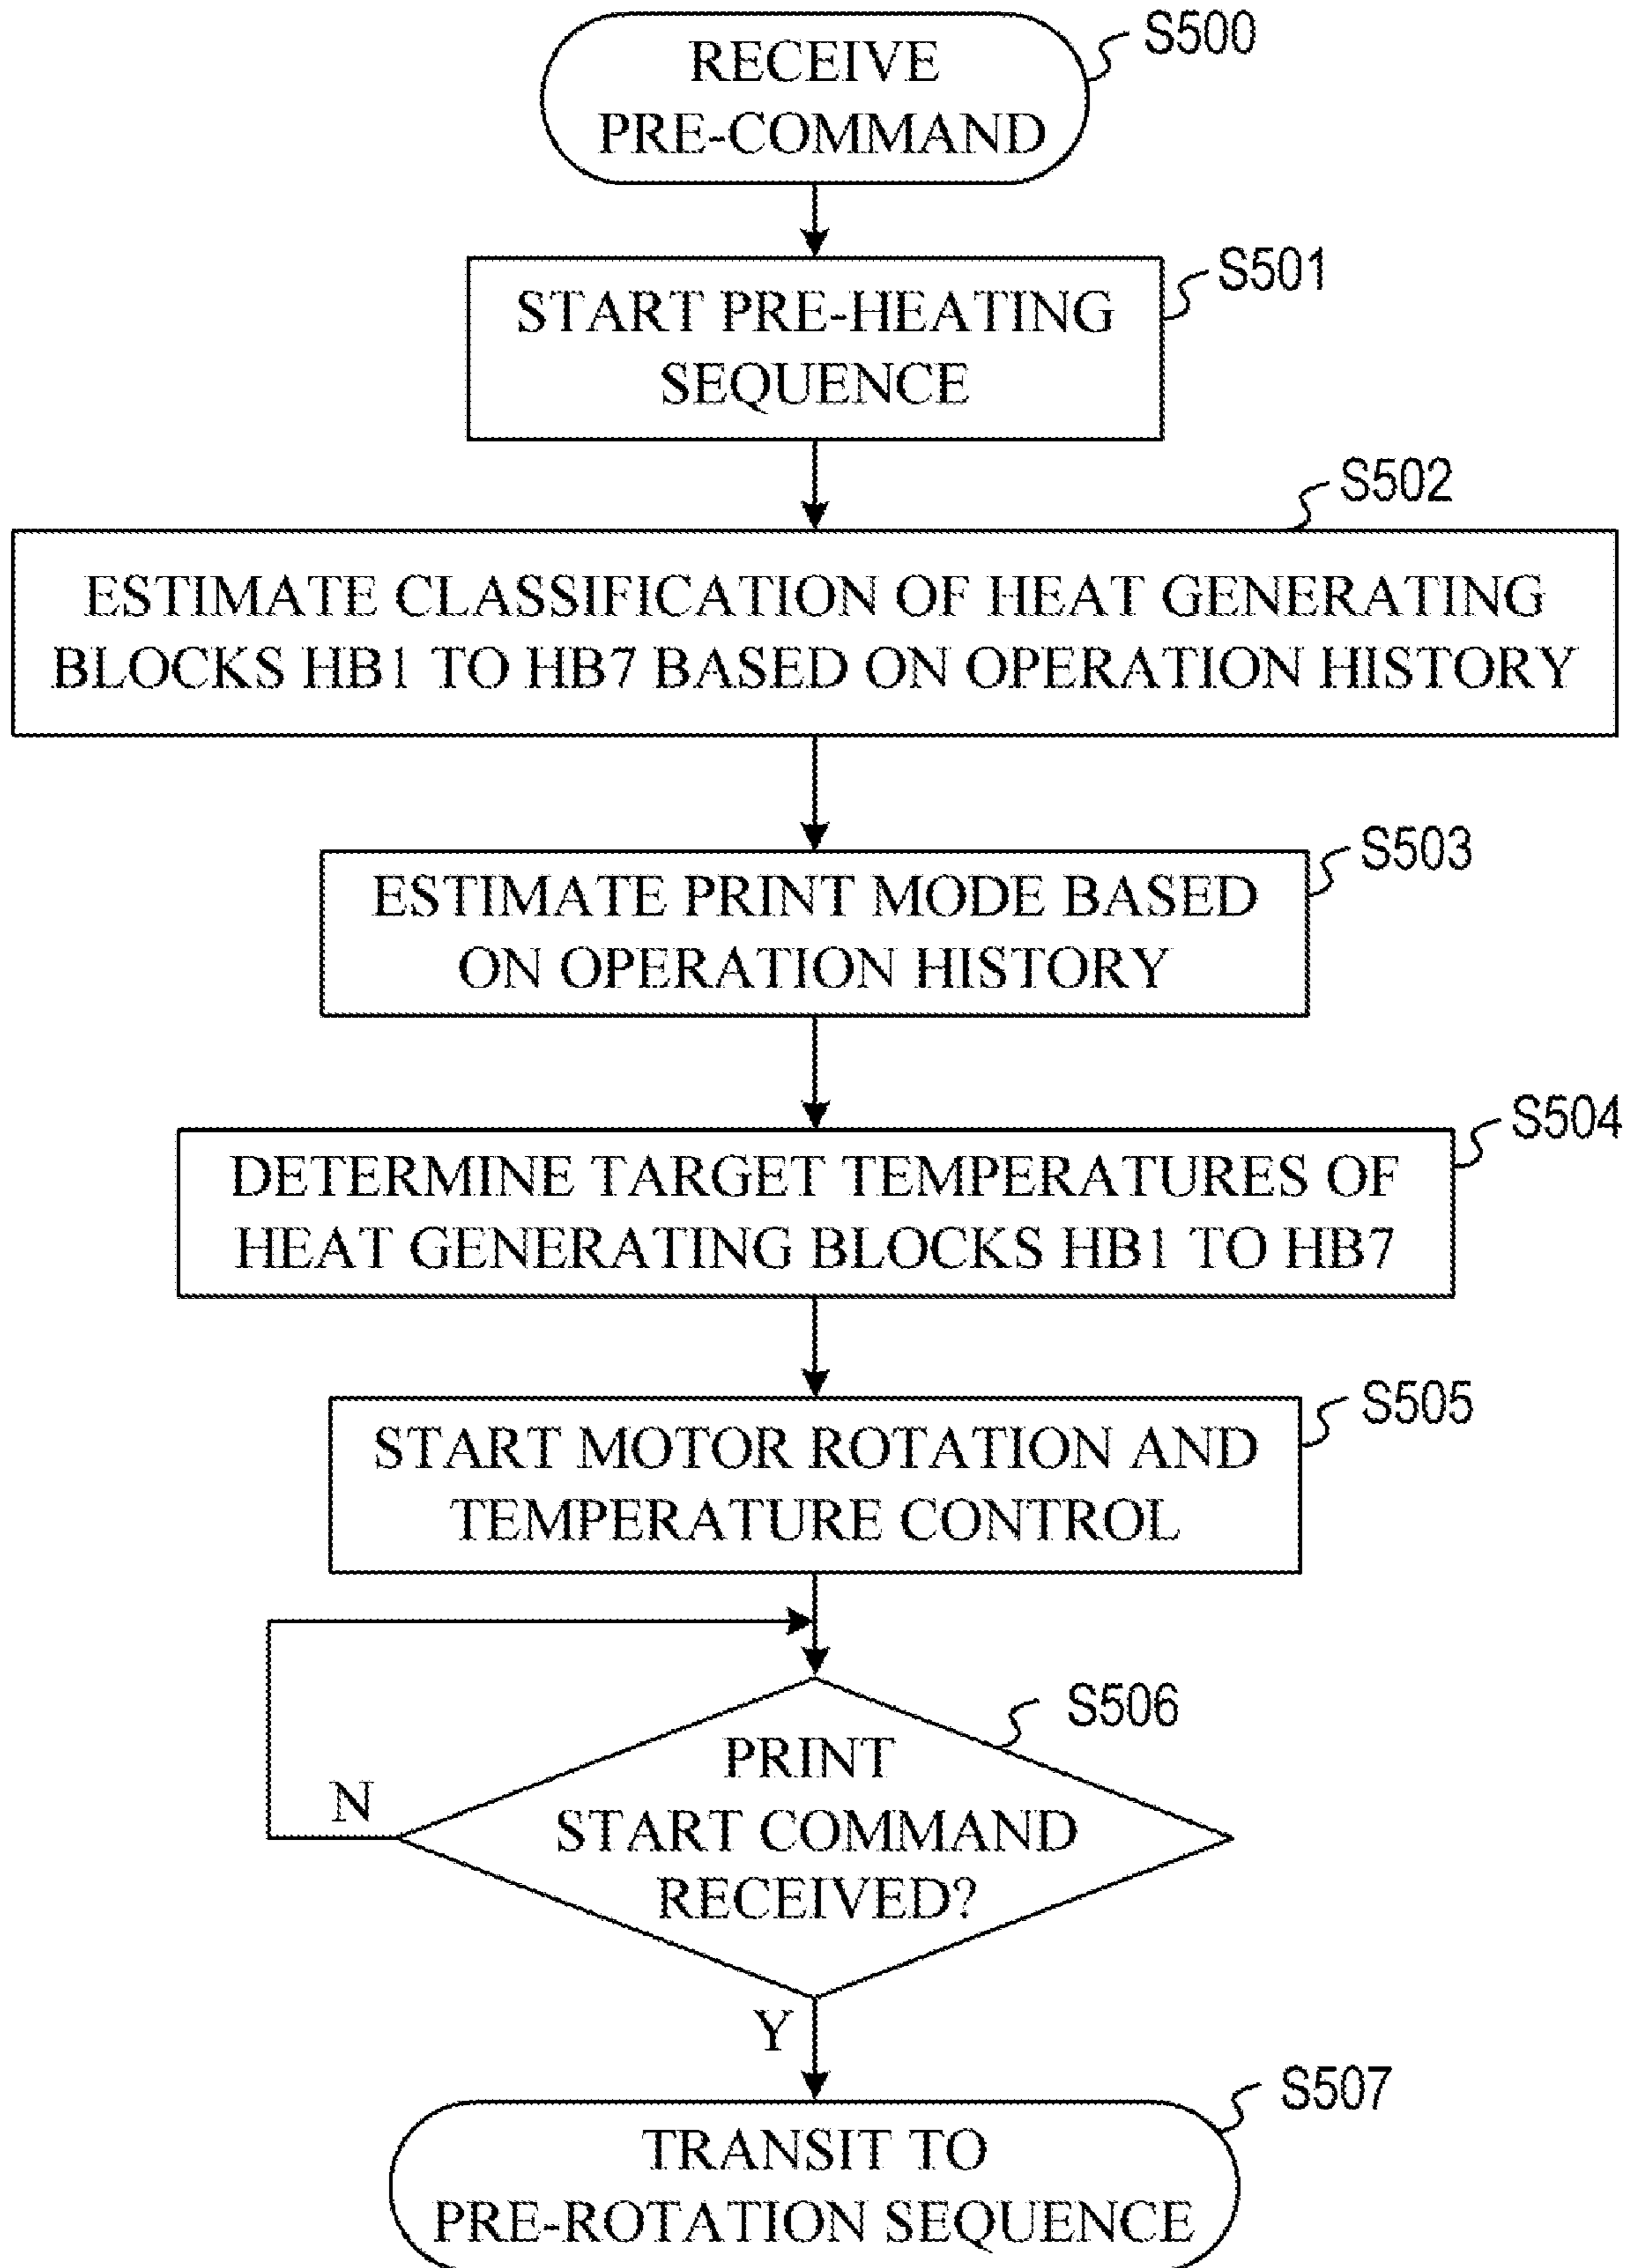 RECEIVE
PRE-COMMAND
S500
START PRE-HEATING
SEQUENCE
S501
S502
ESTIMATE CLASSIFICATION OF HEAT GENERATING
BLOCKS HB1 TO HB7 BASED ON OPERATION HISTORY
S503
ESTIMATE PRINT MODE BASED
ON OPERATION HISTORY
S504
DETERMINE TARGET TEMPERATURES OF
HEAT GENERATING BLOCKS HB1 TO HB7
S505
START MOTOR ROTATION AND
TEMPERATURE CONTROL
S506
PRINT
START COMMAND
RECEIVED?
N
Y
S507
TRANSIT TO
PRE-ROTATION SEQUENCE